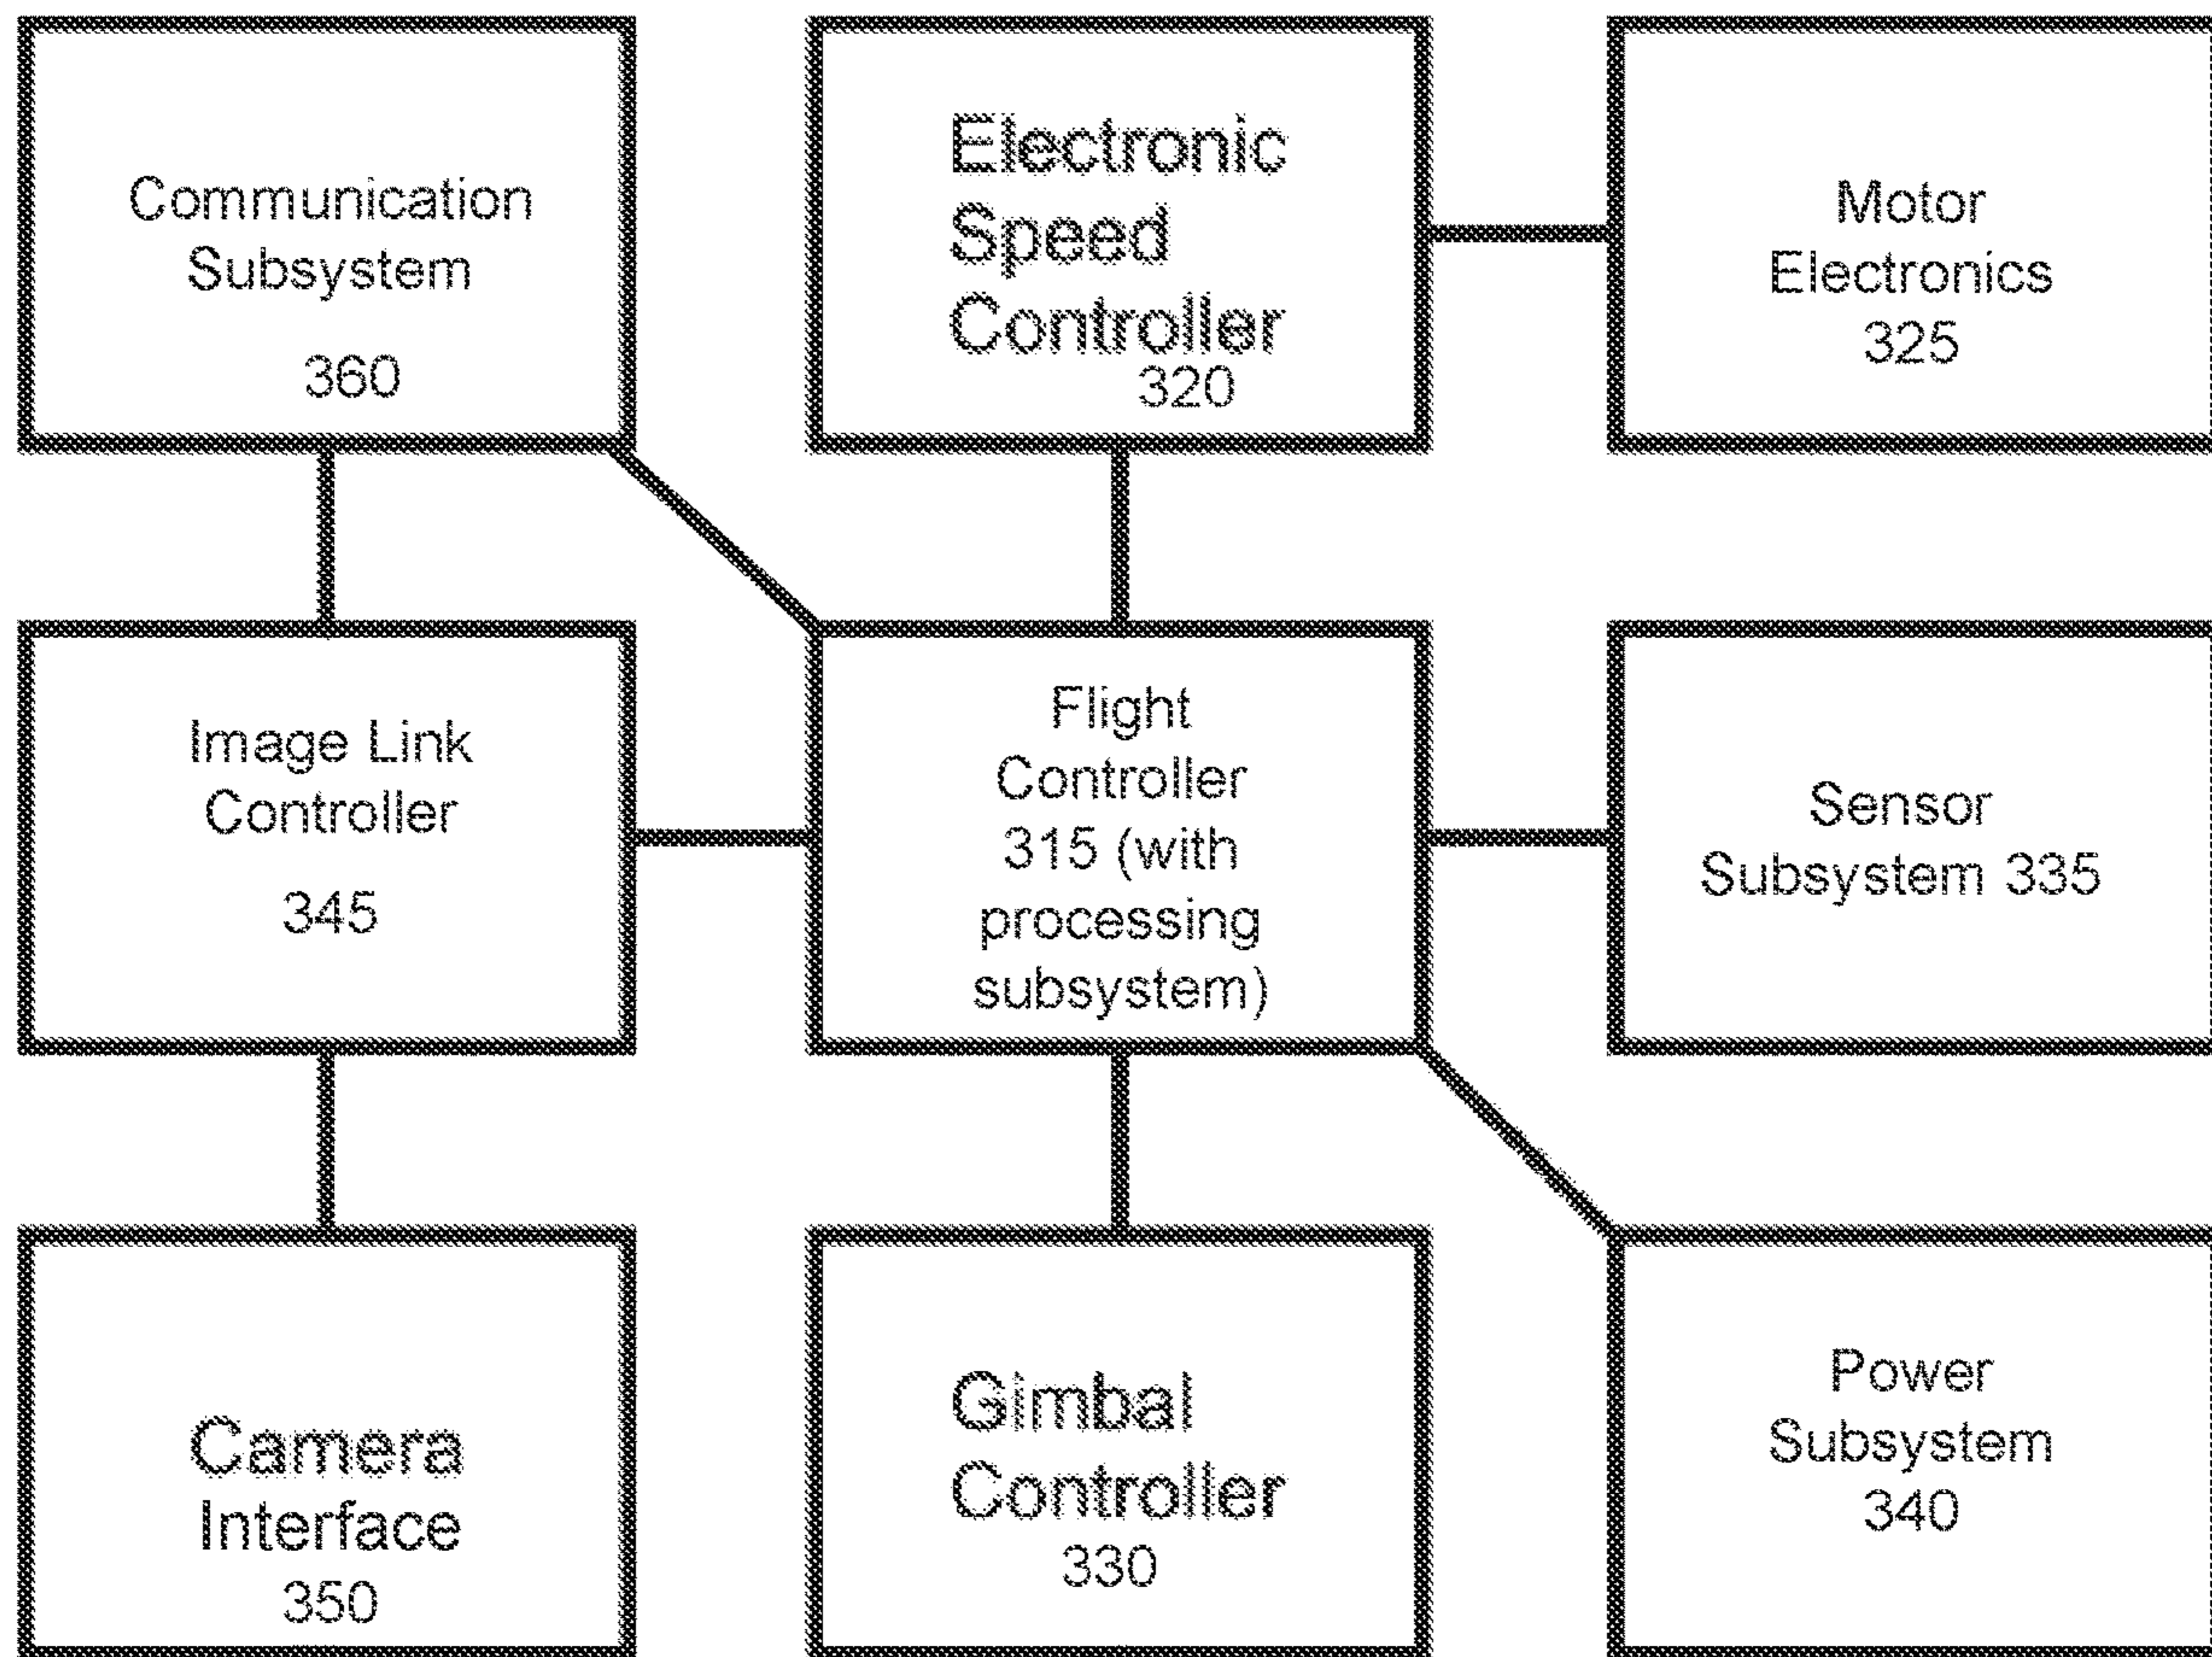 Communication
Subsystem
360
Electronic
Speed
Controller
320
Motor
Electronics
325
Image Link
Controller
345
Flight
Controller
315 (with
processing
subsystem)
Sensor
Subsystem 335
Camera
Interface
350
Gimbal
Controller
330
Power
Subsystem
340